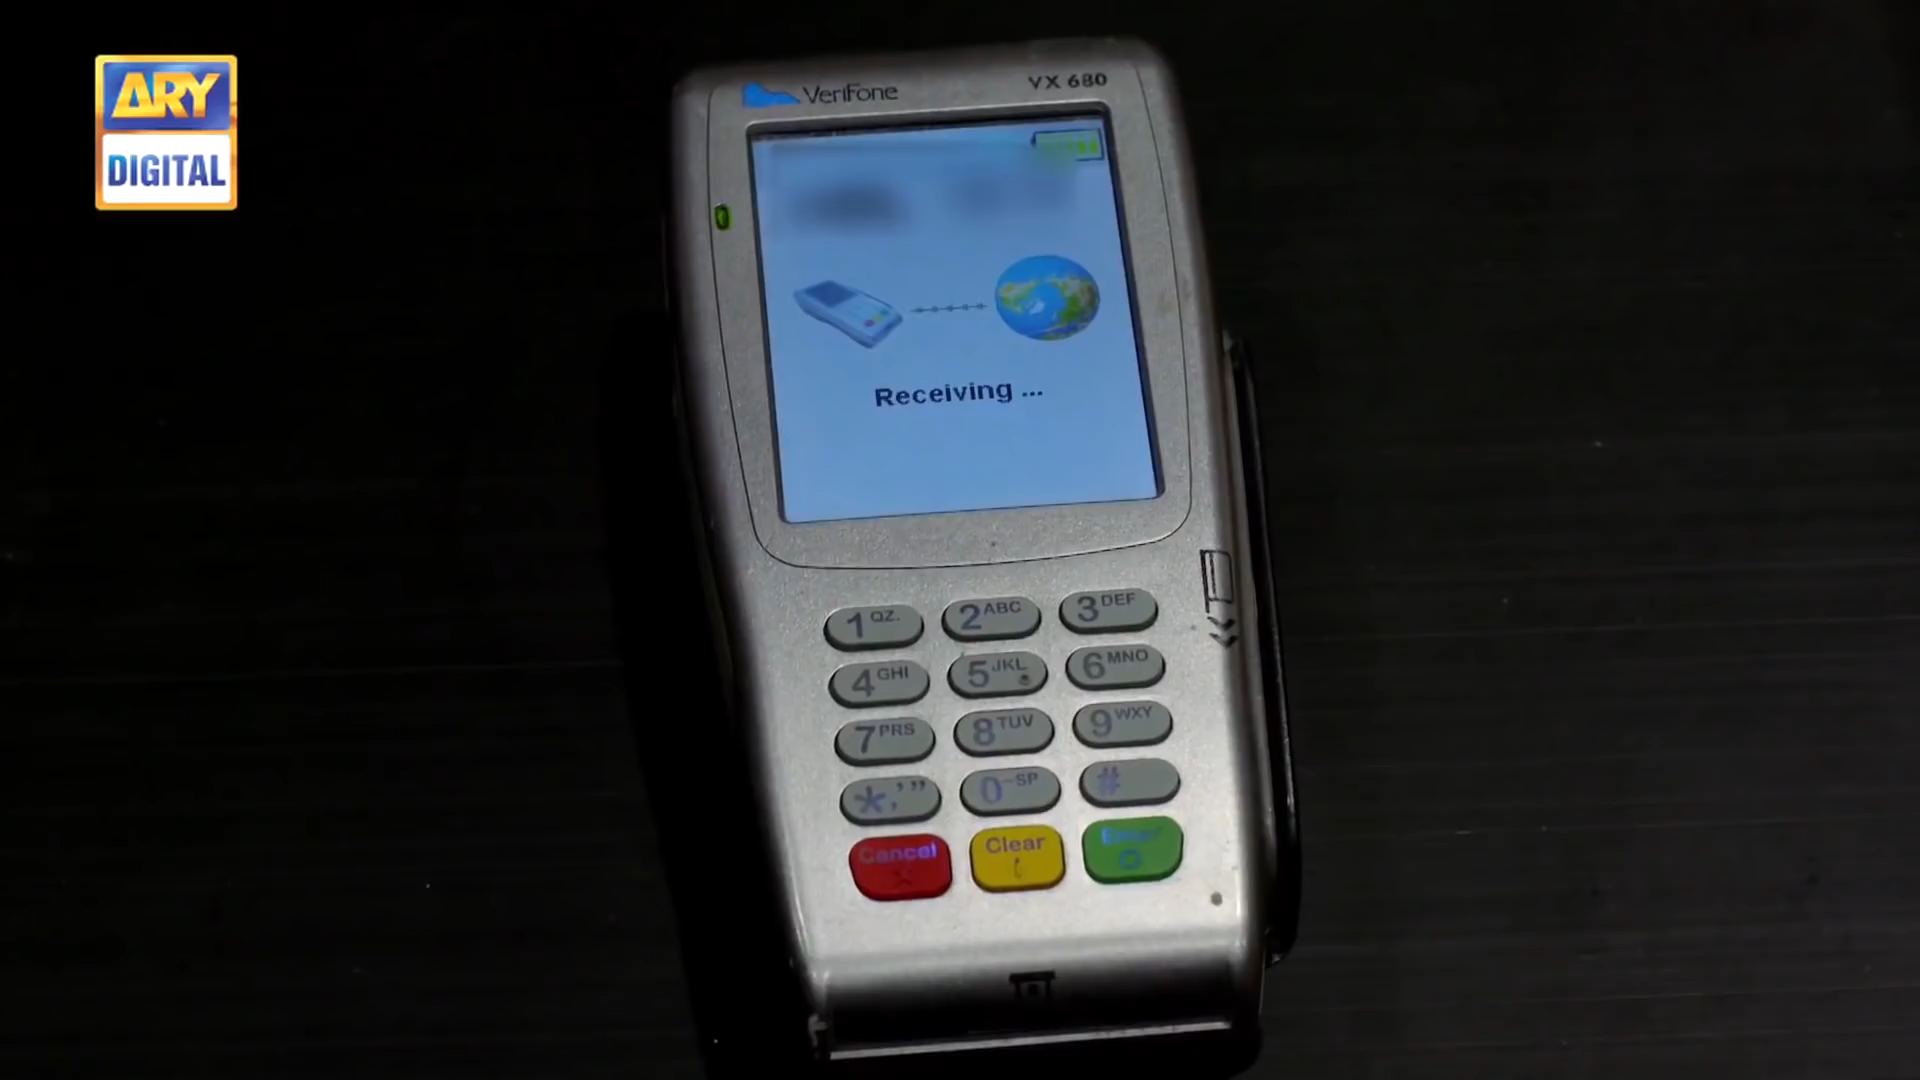 ARY
DIGITAL
VeriFone
VX 680
Receiving ...
1 QZ.
2 ABC
3 DEF
4 GHI
5 JKL
6 MNO
7 PRS
8 TUV
9 WXY
*,'"
0 -SP
#
Cancel
Clear
Enter